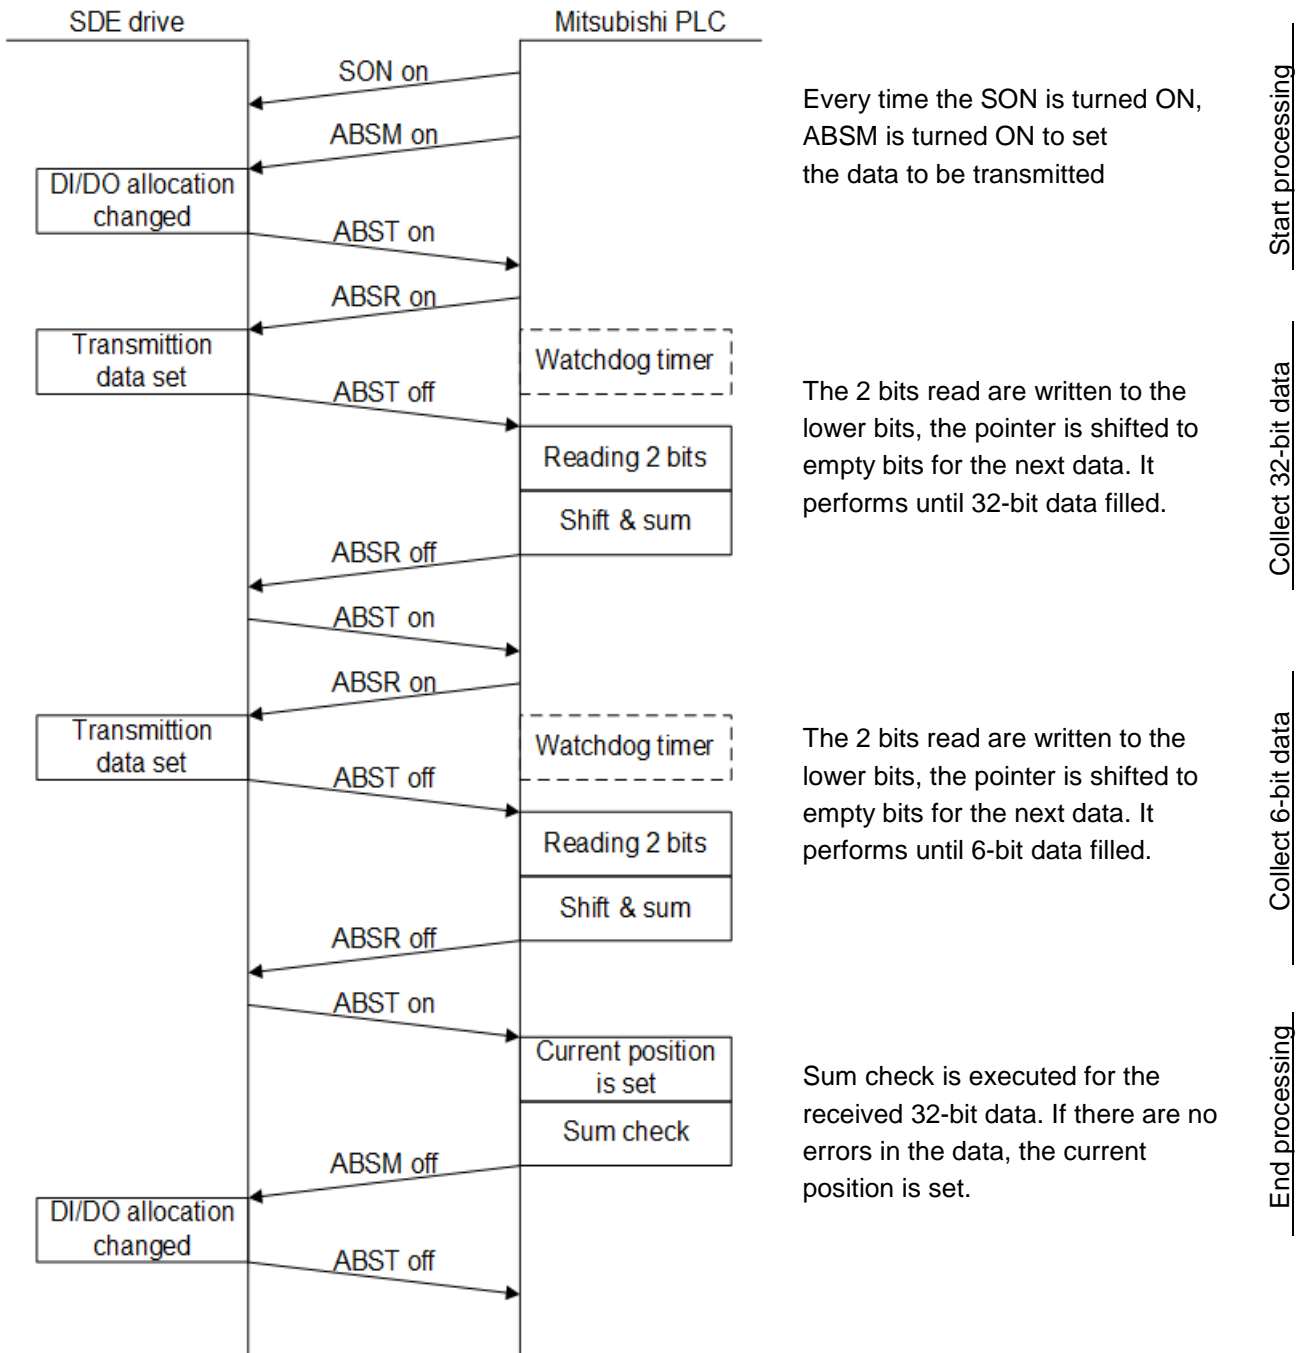 SDE drive
Mitsubishi PLC
SON on
Every time the SON is turned ON,
ABSM is turned ON to set
the data to be transmitted
Start processing
ABSM on
DI/DO allocation
changed
ABST on
ABSR on
Transmittion
data set
Watchdog timer
ABST off
The 2 bits read are written to the
lower bits, the pointer is shifted to
empty bits for the next data. It
performs until 32-bit data filled.
Collect 32-bit data
Reading 2 bits
Shift & sum
ABSR off
ABST on
ABSR on
Transmittion
data set
Watchdog timer
ABST off
The 2 bits read are written to the
lower bits, the pointer is shifted to
empty bits for the next data. It
performs until 6-bit data filled.
Collect 6-bit data
Reading 2 bits
Shift & sum
ABSR off
ABST on
Current position
is set
Sum check
Sum check is executed for the
received 32-bit data. If there are no
errors in the data, the current
position is set.
End processing
ABSM off
DI/DO allocation
changed
ABST off